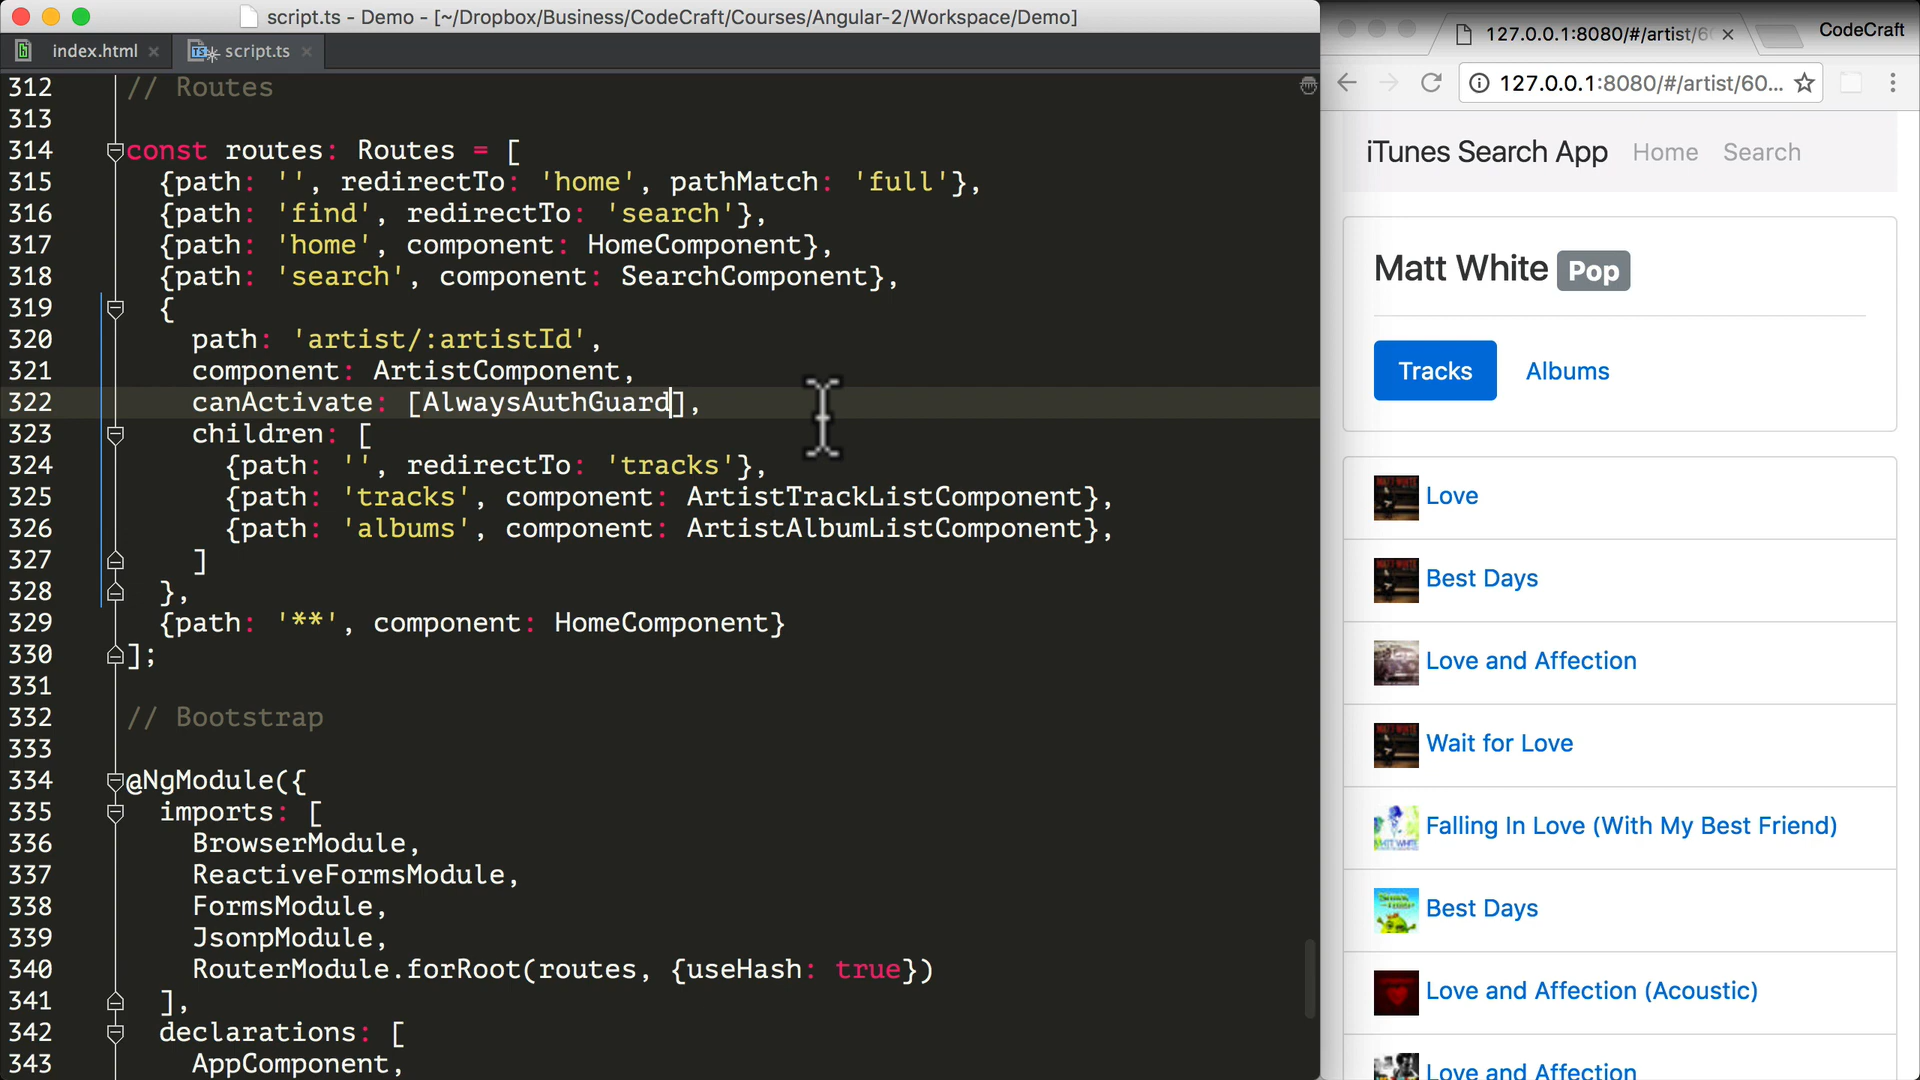 script.ts - Demo - [~/Dropbox/Business/CodeCraft/Courses/Angular-2/Workspace/Demo]
index.html
script.ts
312 // Routes
313
314 const routes: Routes = [
315 {path: '', redirectTo: 'home', pathMatch: 'full'},
316 {path: 'find', redirectTo: 'search'},
317 {path: 'home', component: HomeComponent},
318 {path: 'search', component: SearchComponent},
319 {
320 path: 'artist/:artistId',
321 component: ArtistComponent,
322 canActivate: [AlwaysAuthGuard],
323 children: [
324 {path: '', redirectTo: 'tracks'},
325 {path: 'tracks', component: ArtistTrackListComponent},
326 {path: 'albums', component: ArtistAlbumListComponent},
327 ]
328 },
329 {path: '**', component: HomeComponent}
330 ];
331
332 // Bootstrap
333
334 @NgModule({
335 imports: [
336 BrowserModule,
337 ReactiveFormsModule,
338 FormsModule,
339 JsonpModule,
340 RouterModule.forRoot(routes, {useHash: true})
341 ],
342 declarations: [
343 AppComponent,
127.0.0.1:8080/#/artist/60
CodeCraft
127.0.0.1:8080/#/artist/60...
iTunes Search App Home Search
Matt White Pop
Tracks Albums
Love
Best Days
Love and Affection
Wait for Love
Falling In Love (With My Best Friend)
Best Days
Love and Affection (Acoustic)
Love and Affection